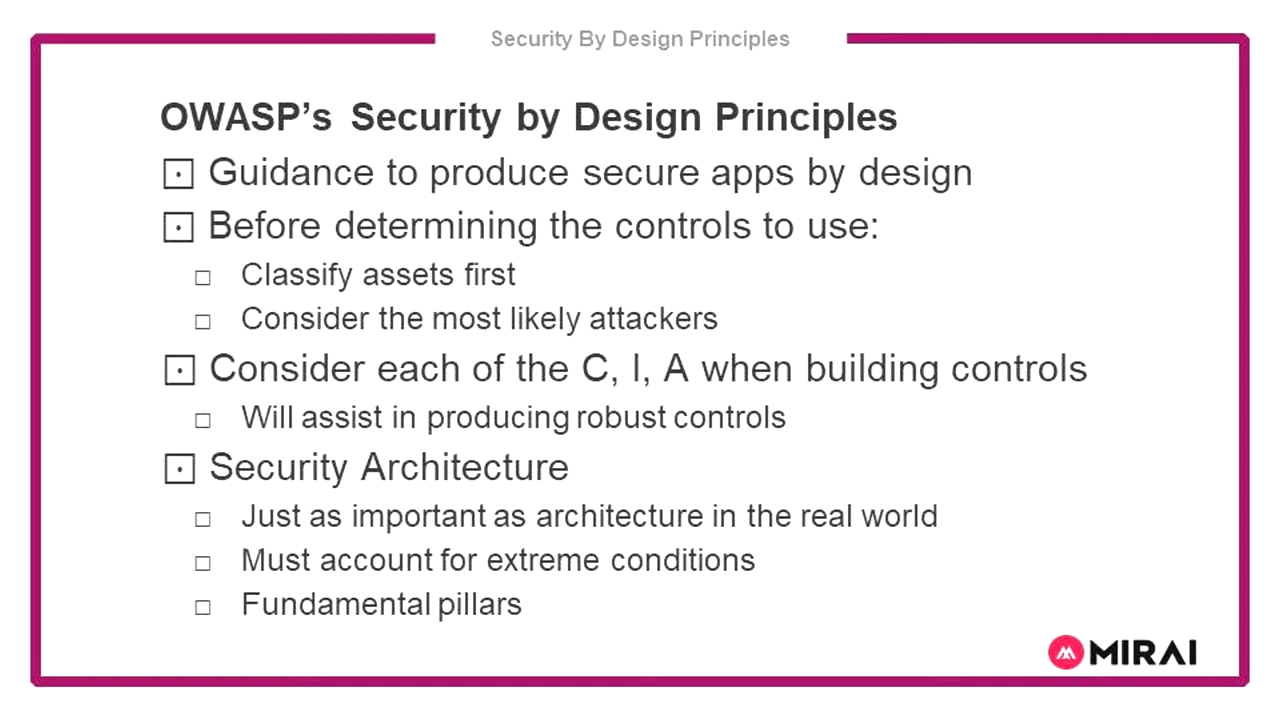 Security By Design Principles
OWASP’s Security by Design Principles
Guidance to produce secure apps by design
Before determining the controls to use:
Classify assets first
Consider the most likely attackers
Consider each of the C, I, A when building controls
Will assist in producing robust controls
Security Architecture
Just as important as architecture in the real world
Must account for extreme conditions
Fundamental pillars
MIRAI